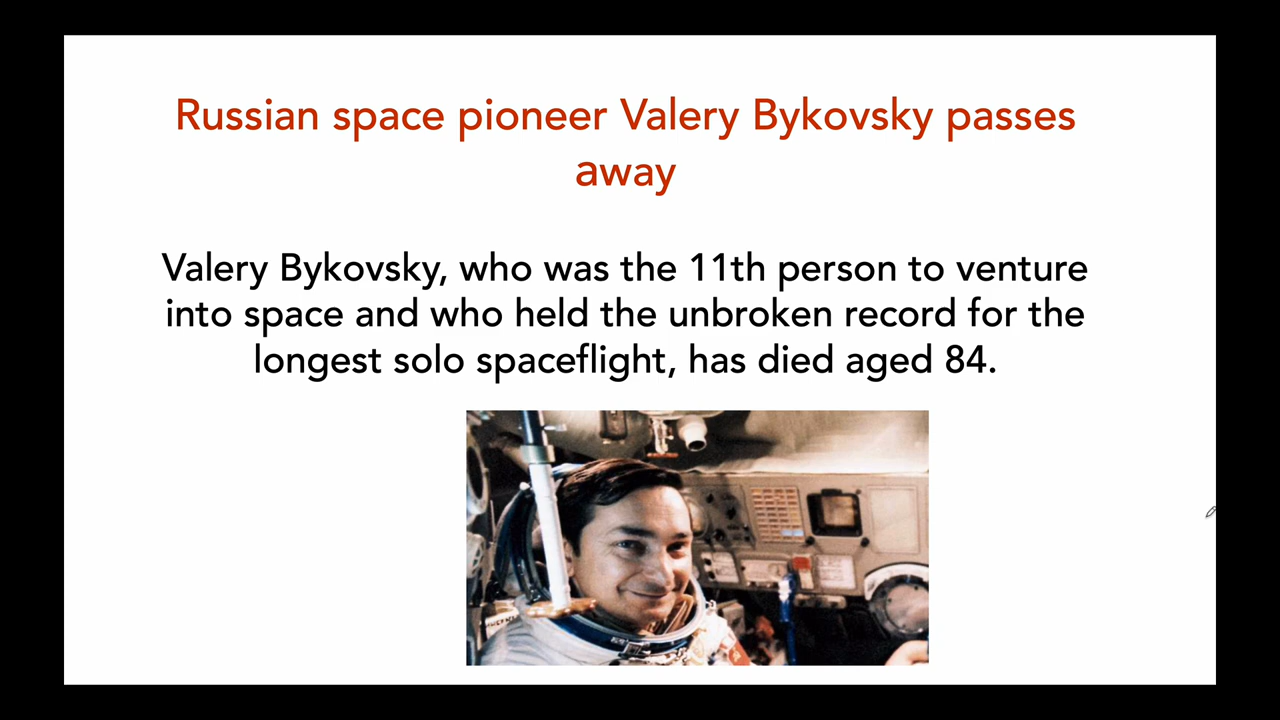 Russian space pioneer Valery Bykovsky passes
away
Valery Bykovsky, who was the 11th person to venture
into space and who held the unbroken record for the
longest solo spaceflight, has died aged 84.